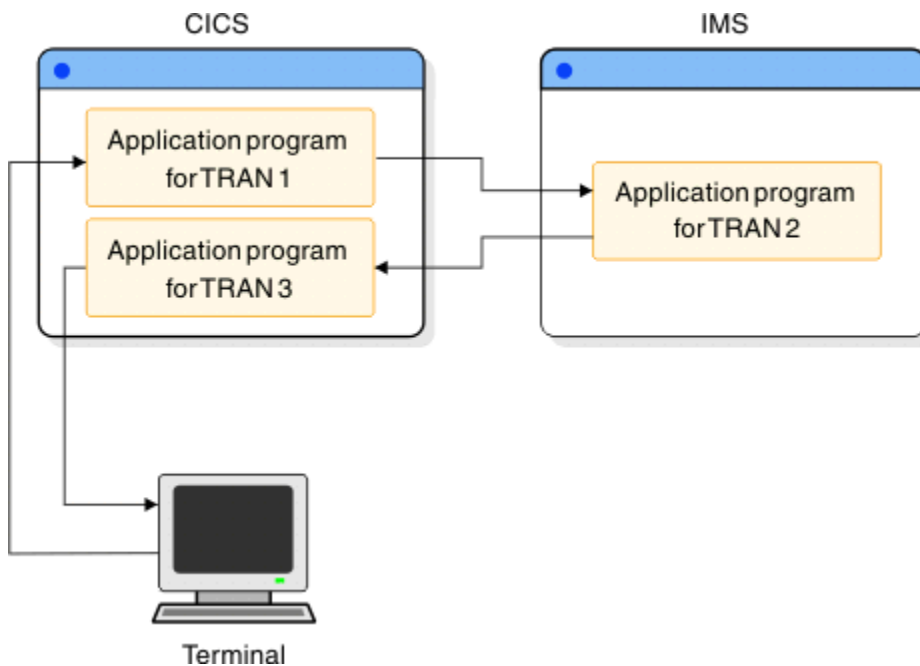 CICS
IMS
Application program
for TRAN 1
Application program
for TRAN 2
Application program
for TRAN 3
Terminal